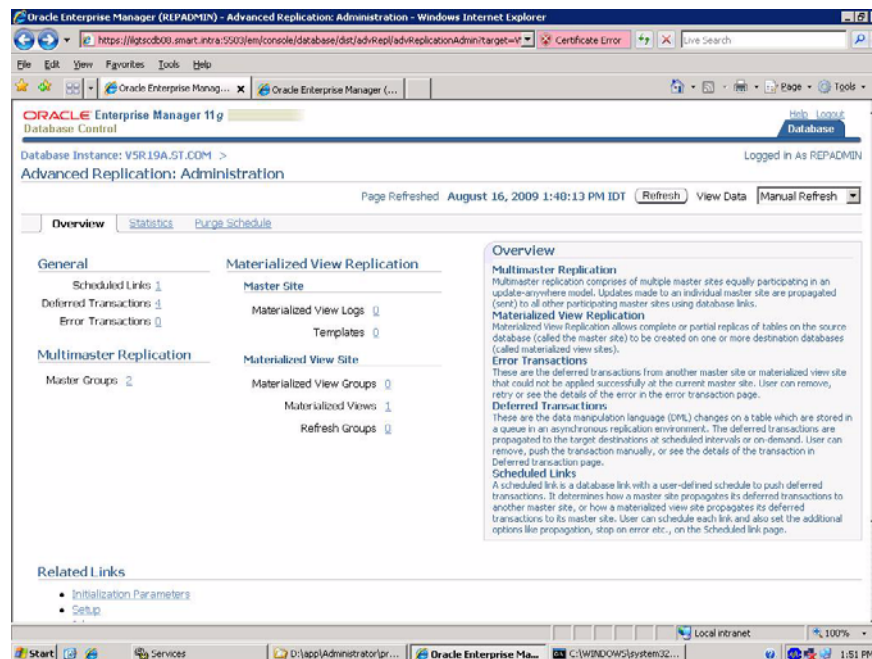 Oracle Enterprise Manager (REPADMIN) - Advanced Replication: Administration - Windows Internet Explorer
Certificate Error
Live Search
File Edit View Favorites Tools Help
Oracle Enterprise Manag...
Oracle Enterprise Manager (...
Page
Tools
ORACLE Enterprise Manager 11g
Database Control
Help Logout
Database
Database Instance: V5R19A.ST.COM >
Logged in As REPADMIN
Advanced Replication: Administration
Page Refreshed August 16, 2009 1:40:13 PM IDT Refresh View Data Manual Refresh
Overview Statistics Purge Schedule
General
Scheduled Links 1
Deferred Transactions 4
Error Transactions 0
Multimaster Replication
Master Groups 2
Materialized View Replication
Master Site
Materialized View Logs 0
Templates 0
Materialized View Site
Materialized View Groups 0
Materialized Views 1
Refresh Groups 0
Overview
Multimaster Replication
Multimaster replication comprises of multiple master sites equally participating in an
update-anywhere model. Updates made to an individual master site are propagated
(sent) to all other participating master sites using database links.
Materialized View Replication
Materialized View Replication allows complete or partial replicas of tables on the source
database (called the master site) to be created on one or more destination databases
(called materialized view sites).
Error Transactions
These are the deferred transactions from another master site or materialized view site
that could not be applied successfully at the current master site. User can remove,
retry or see the details of the error in the error transaction page.
Deferred Transactions
These are the data manipulation language (DML) changes on a table which are stored in
a queue in an asynchronous replication environment. The deferred transactions are
propagated to the target destinations at scheduled intervals or on-demand. User can
remove, push the transaction manually, or see the details of the transaction in
Deferred transaction page.
Scheduled Links
A scheduled link is a database link with a user-defined schedule to push deferred
transactions. It determines how a master site propagates its deferred transactions to
another master site, or how a materialized view site propagates its deferred
transactions to its master site. User can schedule each link and also set the additional
options like propagation, stop on error etc., on the Scheduled link page.
Related Links
Initialization Parameters
Setup
Local intranet
100%
Start
Services
D:\app\Administrator\pr...
Oracle Enterprise Ma...
C:\WINDOWS\system32...
1:51 PM